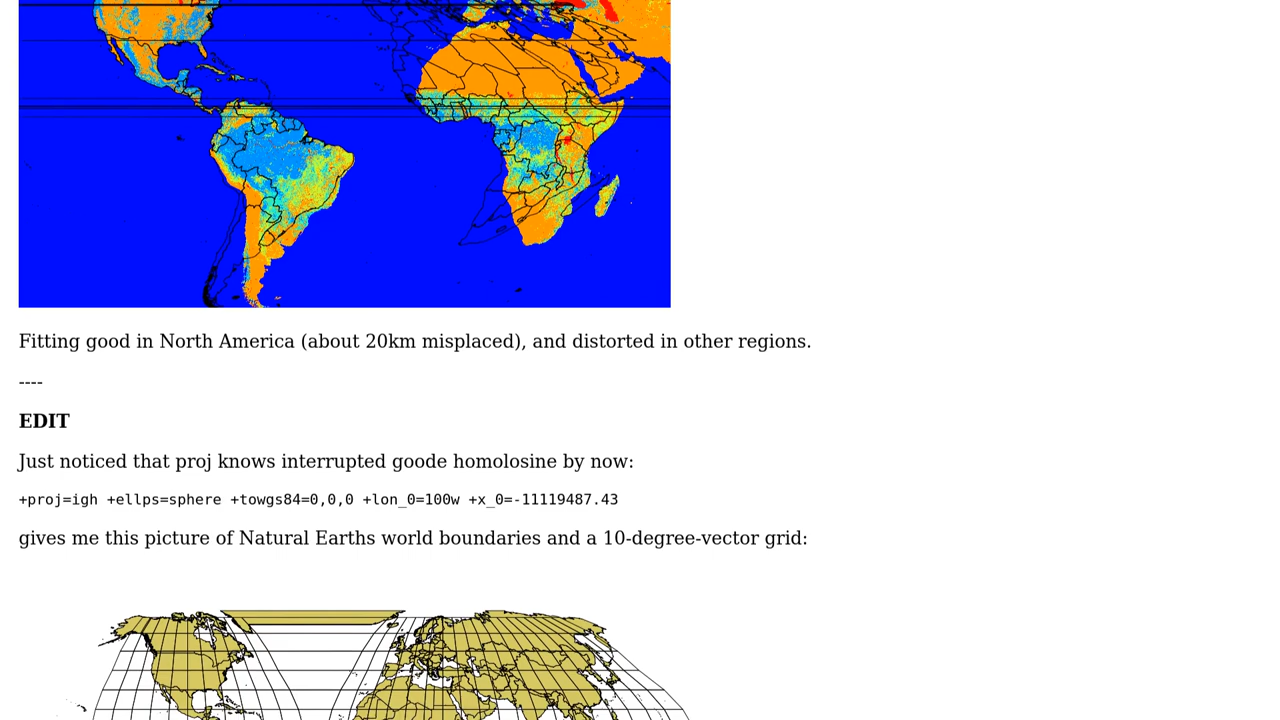 Fitting good in North America (about 20km misplaced), and distorted in other regions.
----
EDIT
Just noticed that proj knows interrupted goode homolosine by now:
+proj=igh +ellps=sphere +towgs84=0,0,0 +lon_0=100w +x_0=-11119487.43
gives me this picture of Natural Earths world boundaries and a 10-degree-vector grid: